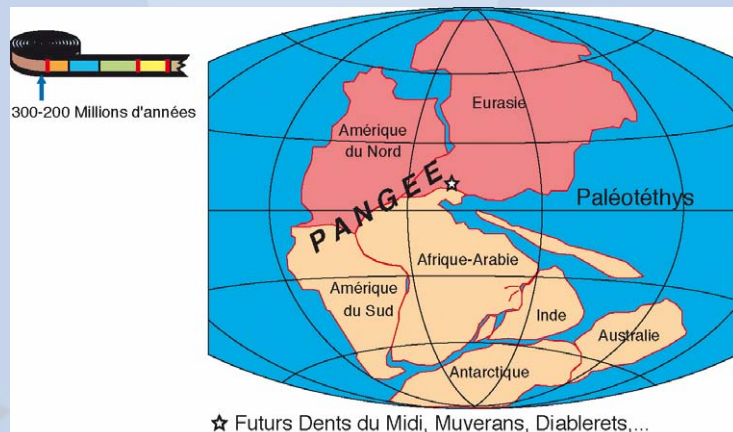 300-200 Millions d'années
Eurasie
Amérique
du Nord
PANGEE
Paléotéthys
Afrique-Arabie
Amérique
du Sud
Inde
Australie
Antarctique
Futurs Dents du Midi, Muverans, Diablerets,...